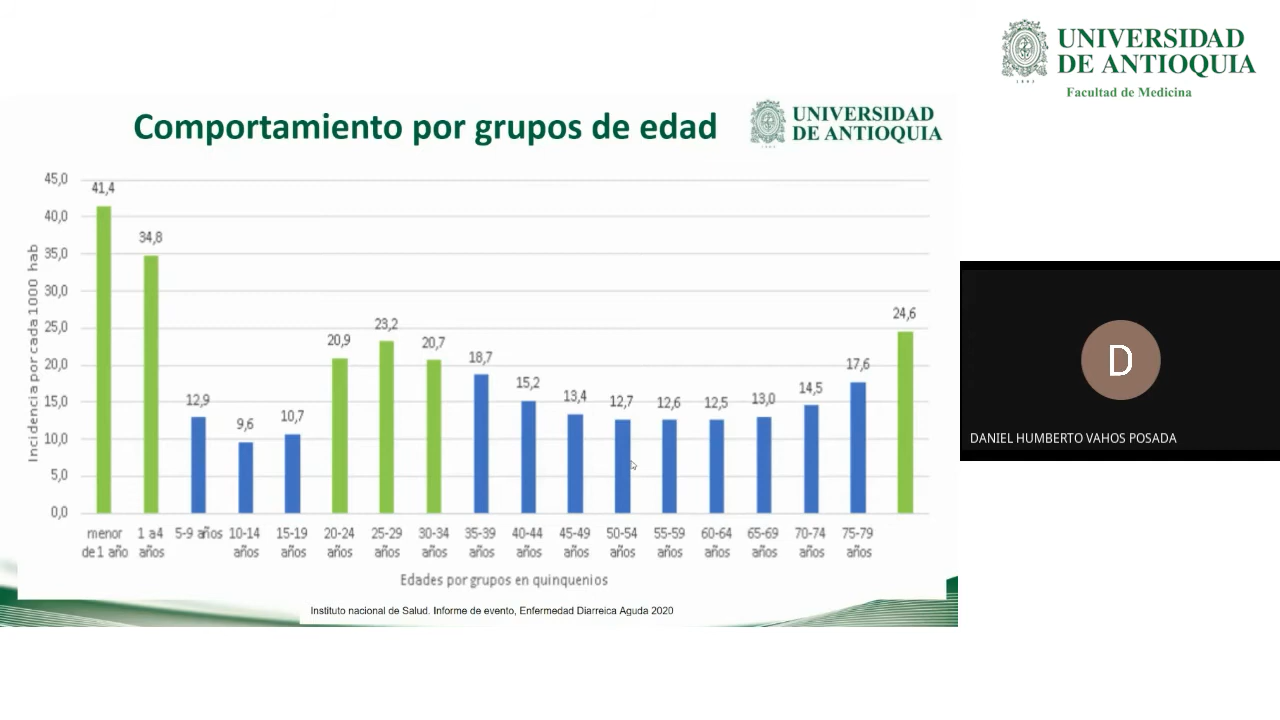 UNIVERSIDAD
DE ANTIOQUIA
1803
Facultad de Medicina
Comportamiento por grupos de edad
UNIVERSIDAD
DE ANTIOQUIA
Incidencia por cada 1000 hab
45,0
40,0
35,0
30,0
25,0
20,0
15,0
10,0
5,0
0,0
41,4
34,8
12,9
9,6
10,7
20,9
23,2
20,7
18,7
15,2
13,4
12,7
12,6
12,5
13,0
14,5
17,6
24,6
menor de 1 año
1 a4 años
5-9 años
10-14 años
15-19 años
20-24 años
25-29 años
30-34 años
35-39 años
40-44 años
45-49 años
50-54 años
55-59 años
60-64 años
65-69 años
70-74 años
75-79 años
Edades por grupos en quinquenios
Instituto nacional de Salud. Informe de evento, Enfermedad Diarreica Aguda 2020
D
DANIEL HUMBERTO VAHOS POSADA